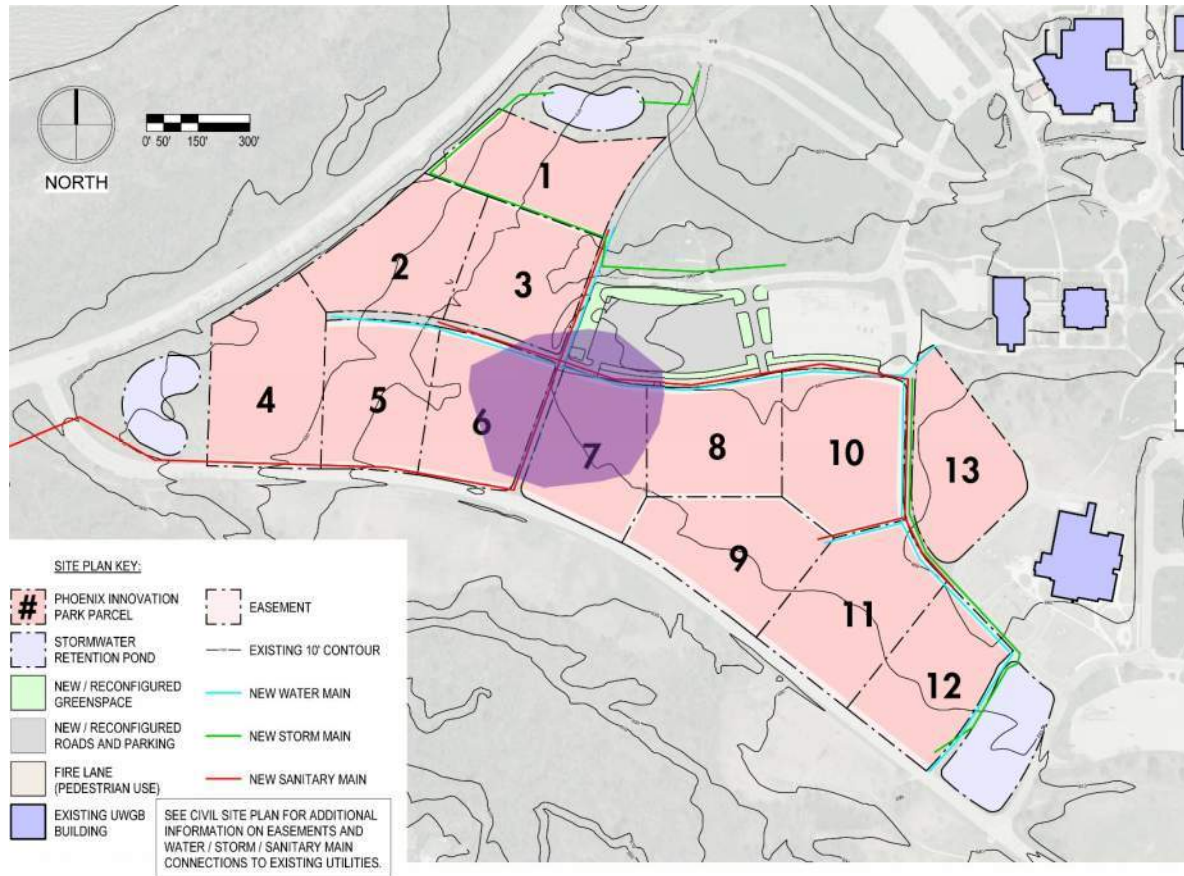 NORTH
0' 50' 150' 300'
1
2
3
4
5
6
7
8
9
10
11
12
13
SITE PLAN KEY:
#
PHOENIX INNOVATION
PARK PARCEL
STORMWATER
RETENTION POND
NEW / RECONFIGURED
GREENSPACE
NEW / RECONFIGURED
ROADS AND PARKING
FIRE LANE
(PEDESTRIAN USE)
EXISTING UWGB
BUILDING
EASEMENT
EXISTING 10' CONTOUR
NEW WATER MAIN
NEW STORM MAIN
NEW SANITARY MAIN
SEE CIVIL SITE PLAN FOR ADDITIONAL
INFORMATION ON EASEMENTS AND
WATER / STORM / SANITARY MAIN
CONNECTIONS TO EXISTING UTILITIES.